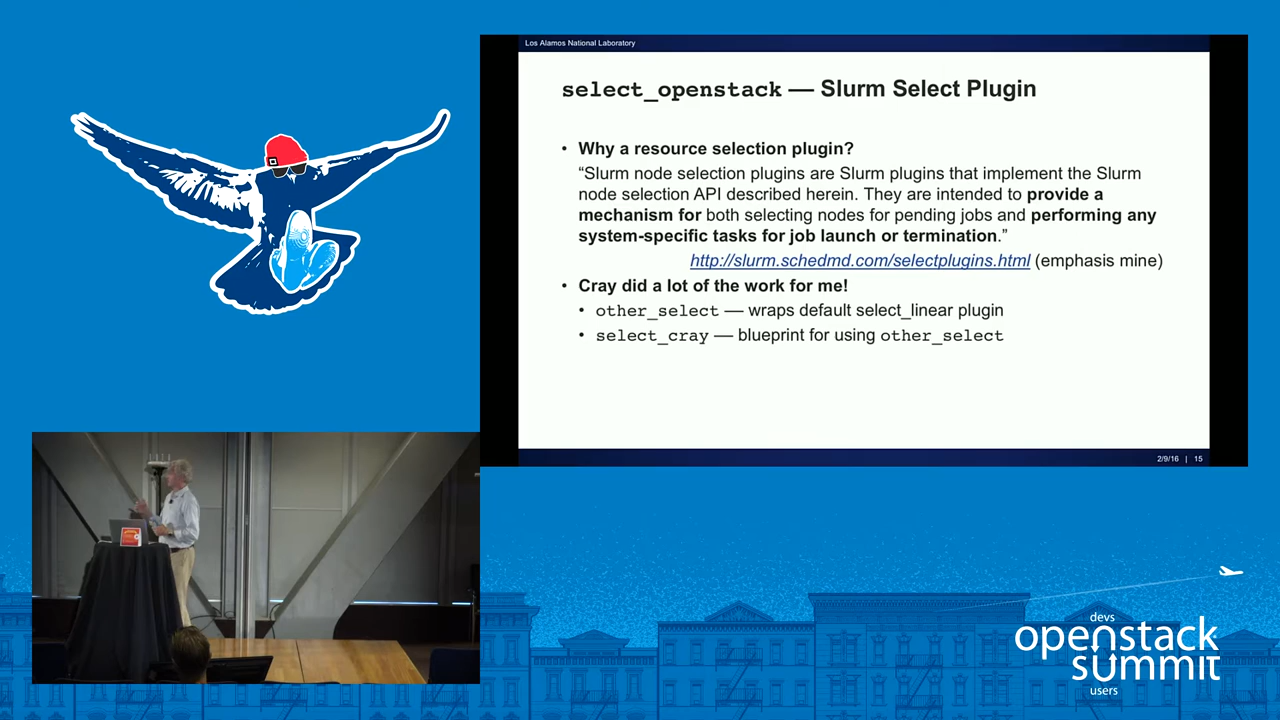 Los Alamos National Laboratory
select_openstack — Slurm Select Plugin
• Why a resource selection plugin?
“Slurm node selection plugins are Slurm plugins that implement the Slurm
node selection API described herein. They are intended to provide a
mechanism for both selecting nodes for pending jobs and performing any
system-specific tasks for job launch or termination.”
http://slurm.schedmd.com/selectplugins.html (emphasis mine)
• Cray did a lot of the work for me!
• other_select — wraps default select_linear plugin
• select_cray — blueprint for using other_select
2/9/16 | 15
devs
openstack
summit
users